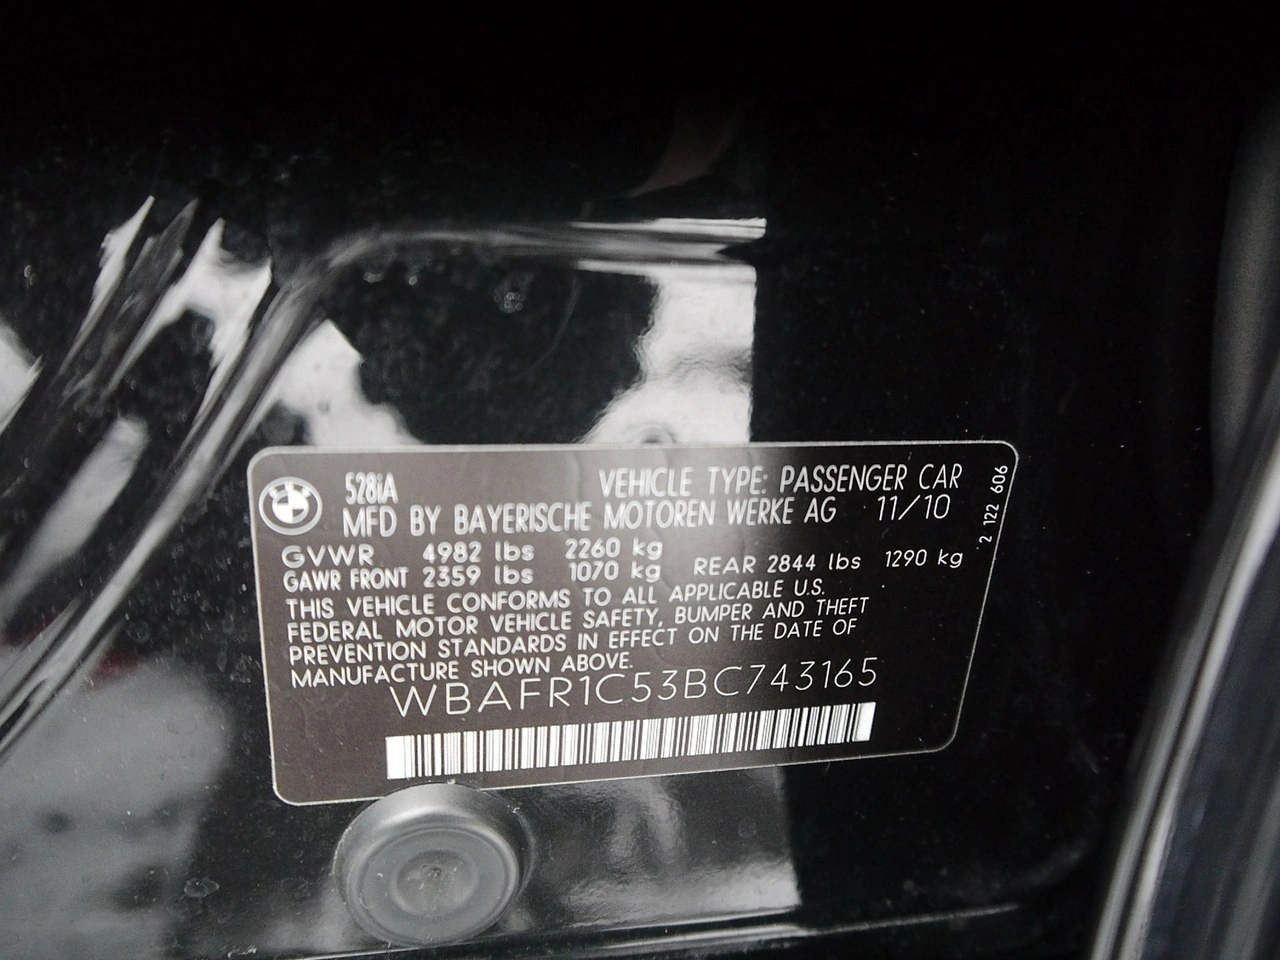 BMW
528iA VEHICLE TYPE: PASSENGER CAR
MFD BY BAYERISCHE MOTOREN WERKE AG 11/10
GVWR 4982 lbs 2260 kg
GAWR FRONT 2359 lbs 1070 kg REAR 2844 lbs 1290 kg
THIS VEHICLE CONFORMS TO ALL APPLICABLE U.S.
FEDERAL MOTOR VEHICLE SAFETY, BUMPER AND THEFT
PREVENTION STANDARDS IN EFFECT ON THE DATE OF
MANUFACTURE SHOWN ABOVE.
WBAFR1C53BC743165
2 122 606